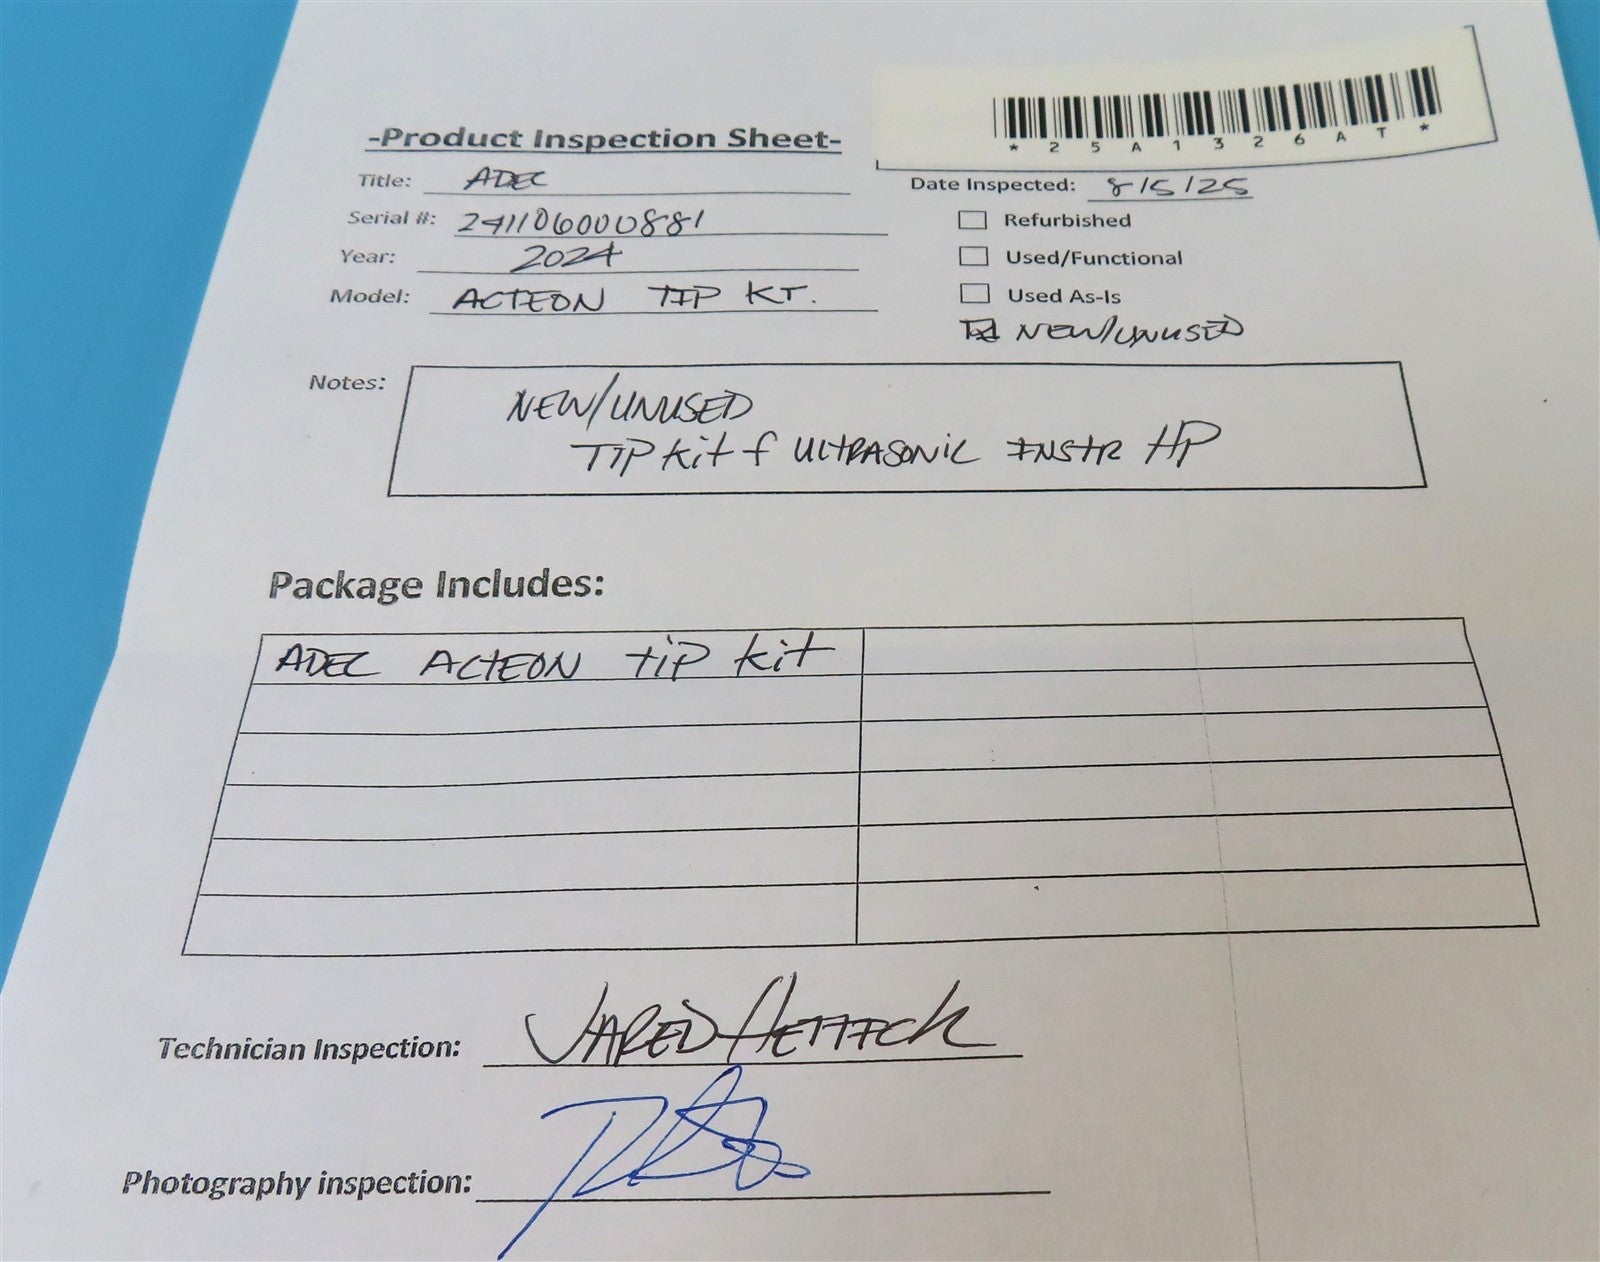 *25A1326AT*
-Product Inspection Sheet-
Title: ADEC
Date Inspected: 8/5/25
Serial #: 241106000881
Refurbished
Year: 2024
Used/Functional
Model: ACTEON TIP KT.
Used As-Is
NEW/UNUSED
Notes: NEW/UNUSED
TIP Kit f ULTRASONIC INSTR HP
Package Includes:
ADEC ACTEON TIP Kit
Technician Inspection: JARED
Photography inspection: